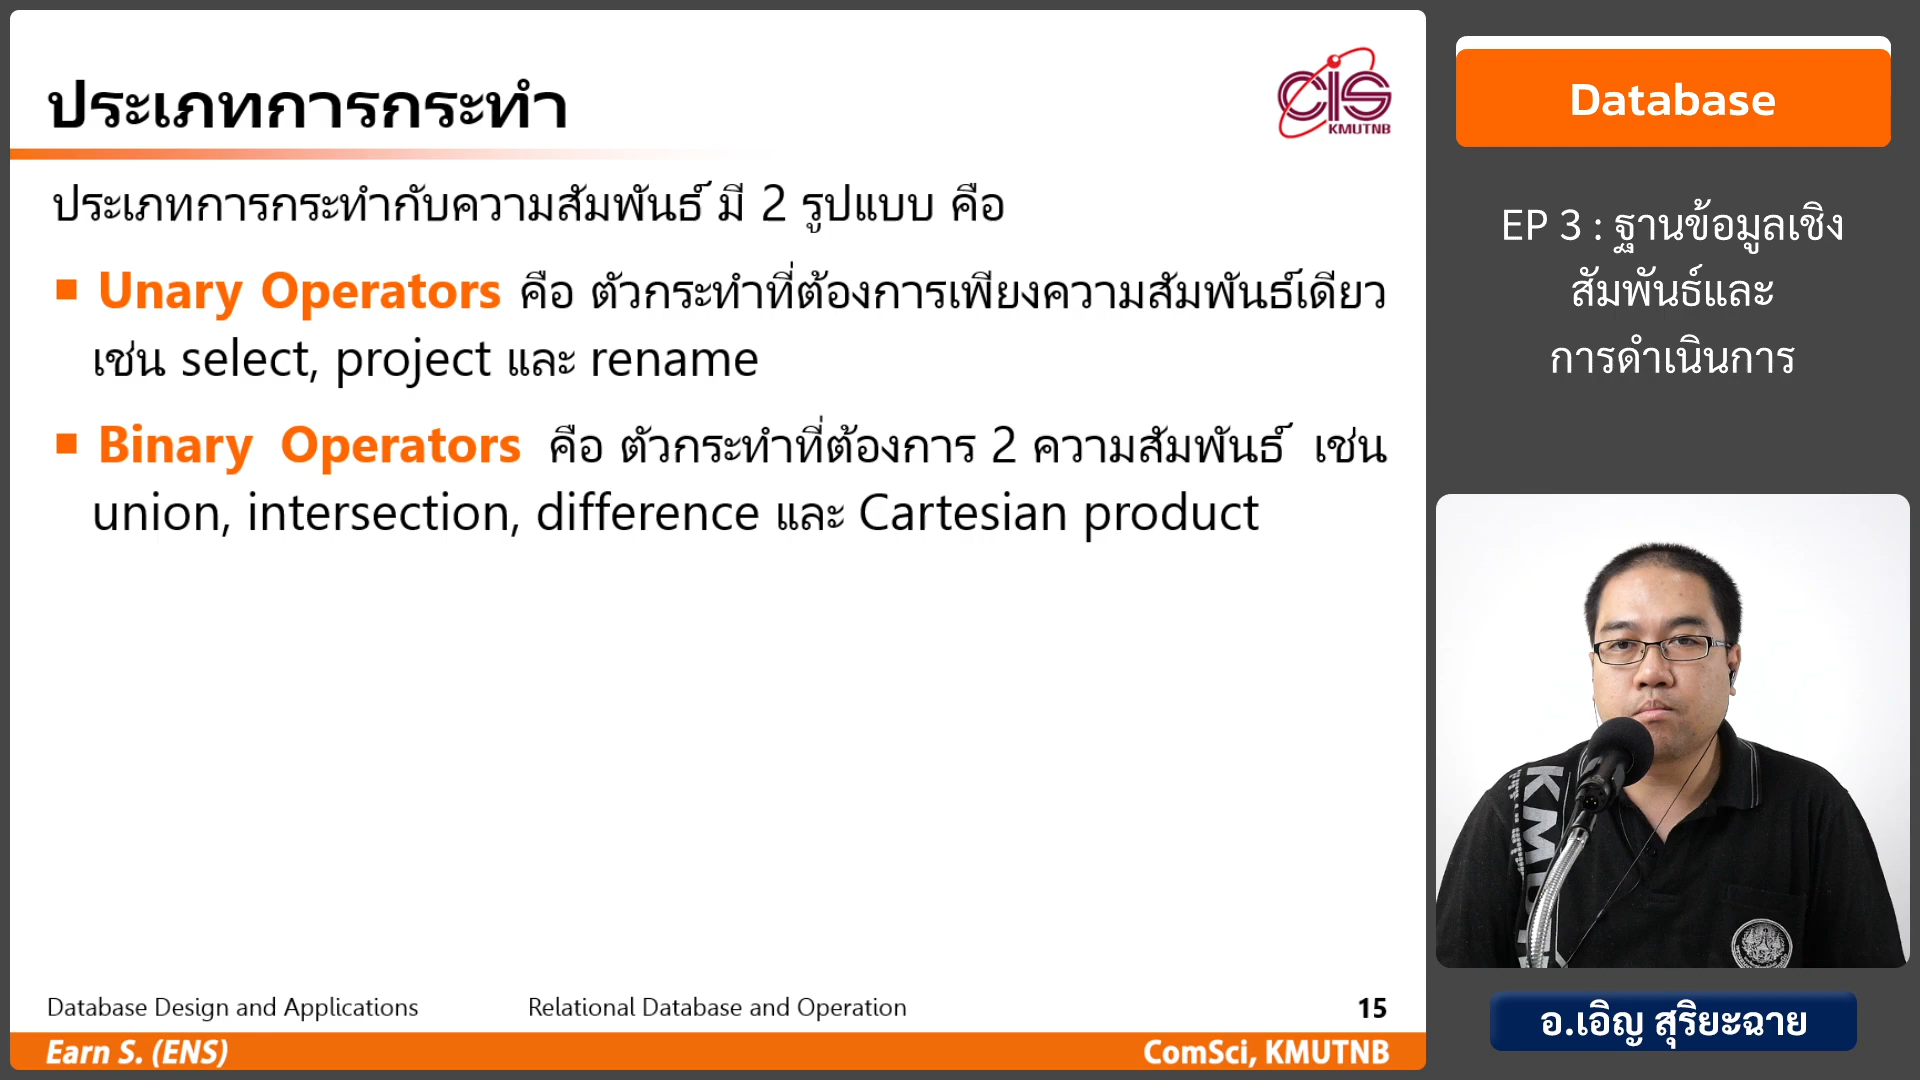 ประเภทการกระทำ
CIS
KMUTNB
ประเภทการกระทำกับความสัมพันธ์ มี 2 รูปแบบ คือ
▪ Unary Operators คือ ตัวกระทำที่ต้องการเพียงความสัมพันธ์เดียว
เช่น select, project และ rename
▪ Binary Operators คือ ตัวกระทำที่ต้องการ 2 ความสัมพันธ์ เช่น
union, intersection, difference และ Cartesian product
Database Design and Applications
Relational Database and Operation
15
Earn S. (ENS)
ComSci, KMUTNB
Database
EP 3 : ฐานข้อมูลเชิง
สัมพันธ์และ
การดำเนินการ
อ.เอิญ สุริยะฉาย